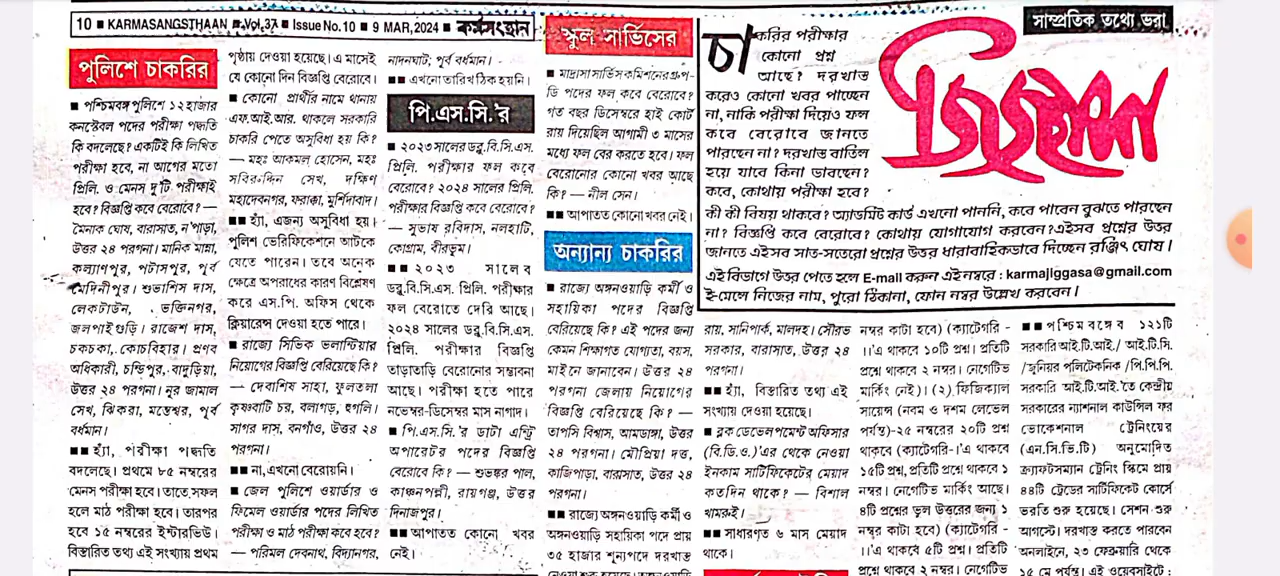 10 ■ KARMASANGSTHAAN ■ Vol.37 ■ Issue No.10 ■ 9 MAR, 2024 ■ কর্মসংস্থান
পুলিশে চাকরির
■ পশ্চিমবঙ্গ পুলিশে ১২ হাজার
কনস্টেবল পদের পরীক্ষা পদ্ধতি
কি বদলেছে? একটিই কি লিখিত
পরীক্ষা হবে, না আগের মতো
প্রিলি. ও মেনস দু'টি পরীক্ষাই
হবে? বিজ্ঞপ্তি কবে বেরোবে? —
মৈনাক ঘোষ, বারাসাত, ন'পাড়া,
উত্তর ২৪ পরগনা। মানিক মান্না,
কল্যাণপুর, পটাসপুর, পূর্ব
মেদিনীপুর। শুভাশিস দাস,
লেকটাউন, ভক্তিনগর,
জলপাইগুড়ি। রাজেশ দাস,
চকচকা, কোচবিহার। প্রণব
অধিকারী, চন্ডিপুর, বাদুড়িয়া,
উত্তর ২৪ পরগনা। নূর জামাল
সেখ, ঝিকরা, মন্তেশ্বর, পূর্ব
বর্ধমান।
■■ হ্যাঁ, পরীক্ষা পদ্ধতি
বদলেছে। প্রথমে ৮৫ নম্বরের
মেনস পরীক্ষা হবে। তাতে সফল
হলে মাঠ পরীক্ষা হবে। তারপর
হবে ১৫ নম্বরের ইন্টারভিউ।
বিস্তারিত তথ্য এই সংখ্যায় প্রথম
পৃষ্ঠায় দেওয়া হয়েছে। এ মাসেই
যে কোনো দিন বিজ্ঞপ্তি বেরোবে।
■ কোনো প্রার্থীর নামে থানায়
এফ.আই.আর. থাকলে সরকারি
চাকরি পেতে অসুবিধা হয় কি?
— মহঃ আকমল হোসেন, মহঃ
সবিরুদ্দিন সেখ, দক্ষিণ
মহাদেবনগর, ফরাক্কা, মুর্শিদাবাদ।
■■ হ্যাঁ, এজন্য অসুবিধা হয়।
পুলিশ ভেরিফিকেশনে আটকে
যেতে পারেন। তবে অনেক
ক্ষেত্রে অপরাধের কারণ বিশ্লেষণ
করে এস.পি. অফিস থেকে
ক্লিয়ারেন্স দেওয়া হতে পারে।
■ রাজ্যে সিভিক ভলান্টিয়ার
নিয়োগের বিজ্ঞপ্তি বেরিয়েছে কি?
— দেবাশিষ সাহা, ফুলতলা
কৃষ্ণবাটি চর, বলাগড়, হুগলি।
সাগর দাস, বনগাঁও, উত্তর ২৪
পরগনা।
■■ না, এখনো বেরোয়নি।
■ জেল পুলিশে ওয়ার্ডার ও
ফিমেল ওয়ার্ডার পদের লিখিত
পরীক্ষা ও মাঠ পরীক্ষা কবে হবে?
— পরিমল দেবনাথ, বিদ্যানগর,
নাদনঘাট, পূর্ব বর্ধমান।
■■ এখনো তারিখ ঠিক হয়নি।
পি.এস.সি.'র
■ ২০২৩ সালের ডব্লু.বি.সি.এস.
প্রিলি. পরীক্ষার ফল কবে
বেরোবে? ২০২৪ সালের প্রিলি.
পরীক্ষার বিজ্ঞপ্তি কবে বেরোবে?
— সুভাষ রবিদাস, নলহাটি,
কোগ্রাম, বীরভূম।
■■ ২০২৩ সালের
ডব্লু.বি.সি.এস. প্রিলি. পরীক্ষার
ফল বেরোতে দেরি আছে।
২০২৪ সালের ডব্লু.বি.সি.এস.
প্রিলি. পরীক্ষার বিজ্ঞপ্তি
তাড়াতাড়ি বেরোনোর সম্ভাবনা
আছে। পরীক্ষা হতে পারে
নভেম্বর-ডিসেম্বর মাস নাগাদ।
■ পি.এস.সি.'র ডাটা এন্ট্রি
অপারেটর পদের বিজ্ঞপ্তি
বেরোবে কি? — শুভঙ্কর পাল,
কাঞ্চনপল্লী, রায়গঞ্জ, উত্তর
দিনাজপুর।
■■ আপাতত কোনো খবর
নেই।
স্কুল সার্ভিসের
■ মাদ্রাসা সার্ভিস কমিশনের গ্রুপ-
ডি পদের ফল কবে বেরোবে?
গত বছর ডিসেম্বরে হাই কোর্ট
রায় দিয়েছিল আগামী ৩ মাসের
মধ্যে ফল বের করতে হবে। ফল
বেরোনোর কোনো খবর আছে
কি? — নীল সেন।
■■ আপাতত কোনো খবর নেই।
অন্যান্য চাকরির
■ রাজ্যে অঙ্গনওয়াড়ি কর্মী ও
সহায়িকা পদের বিজ্ঞপ্তি
বেরিয়েছে কি? এই পদের জন্য
কেমন শিক্ষাগত যোগ্যতা, বয়স,
মাইনে জানাবেন। উত্তর ২৪
পরগনা জেলায় নিয়োগের
বিজ্ঞপ্তি বেরিয়েছে কি? —
তাপসি বিশ্বাস, আমডাঙ্গা, উত্তর
২৪ পরগনা। মৌপ্রিয়া দত্ত,
কাজিপাড়া, বারাসাত, উত্তর ২৪
পরগনা।
■■ রাজ্যে অঙ্গনওয়াড়ি কর্মী ও
অঙ্গনওয়াড়ি সহায়িকা পদে প্রায়
৩৫ হাজার শূন্যপদে দরখাস্ত
সাম্প্রতিক তথ্যে ভরা
জিজ্ঞাসা
চাকরির পরীক্ষার
কোনো প্রশ্ন
আছে? দরখাস্ত
করেও কোনো খবর পাচ্ছেন
না, নাকি পরীক্ষা দিয়েও ফল
কবে বেরোবে জানতে
পারছেন না? দরখাস্ত বাতিল
হয়ে যাবে কিনা ভাবছেন?
কবে, কোথায় পরীক্ষা হবে?
কী কী বিষয় থাকবে? অ্যাডমিট কার্ড এখনো পাননি, কবে পাবেন বুঝতে পারছেন
না? বিজ্ঞপ্তি কবে বেরোবে? কোথায় যোগাযোগ করবেন? এইসব প্রশ্নের উত্তর
জানতে এইসব সাত-সতেরো প্রশ্নের উত্তর ধারাবাহিকভাবে দিচ্ছেন রঞ্জিৎ ঘোষ।
এই বিভাগে উত্তর পেতে হলে E-mail করুন এই নম্বরে : karmajiggasa@gmail.com
ই-মেলে নিজের নাম, পুরো ঠিকানা, ফোন নম্বর উল্লেখ করবেন।
রায়, সানিপার্ক, মালদহ। সৌরভ
সরকার, বারাসাত, উত্তর ২৪
পরগনা।
■■ হ্যাঁ, বিস্তারিত তথ্য এই
সংখ্যায় দেওয়া হয়েছে।
■ ব্লক ডেভেলপমেন্ট অফিসার
(বি.ডি.ও.)'এর থেকে নেওয়া
ইনকাম সার্টিফিকেটের মেয়াদ
কতদিন থাকে? — বিশাল
খামরুই।
■■ সাধারণত ৬ মাস মেয়াদ
থাকে।
নম্বর কাটা হবে) (ক্যাটেগরি -
।।'এ থাকবে ১০টি প্রশ্ন। প্রতিটি
প্রশ্নে থাকবে ২ নম্বর। নেগেটিভ
মার্কিং নেই)। (২) ফিজিক্যাল
সায়েন্স (নবম ও দশম লেভেল
পর্যন্ত)-২৫ নম্বরের ২০টি প্রশ্ন
থাকবে (ক্যাটেগরি-।'এ থাকবে
১৫টি প্রশ্ন, প্রতিটি প্রশ্নে থাকবে ১
নম্বর। নেগেটিভ মার্কিং আছে।
৪টি প্রশ্নের ভুল উত্তরের জন্য ১
নম্বর কাটা হবে) (ক্যাটেগরি -
।।'এ থাকবে ৫টি প্রশ্ন। প্রতিটি
প্রশ্নে থাকবে ২ নম্বর। নেগেটিভ
■■ পশ্চিমবঙ্গে ১২১টি
সরকারি আই.টি.আই./ আই.টি.সি.
/জুনিয়র পলিটেকনিক /পি.পি.পি.
সরকারি আই.টি.আই.'তে কেন্দ্রীয়
সরকারের ন্যাশনাল কাউন্সিল ফর
ভোকেশনাল ট্রেনিংয়ের
(এন.সি.ভি.টি) অনুমোদিত
ক্র্যাফটসম্যান ট্রেনিং স্কিমে প্রায়
৪৪টি ট্রেডের সার্টিফিকেট কোর্সে
ভরতি শুরু হয়েছে। সেশন শুরু
আগস্টে। দরখাস্ত করতে পারবেন
অনলাইনে, ২৩ ফেব্রুয়ারি থেকে
১৫ মে পর্যন্ত। এই ওয়েবসাইটে :